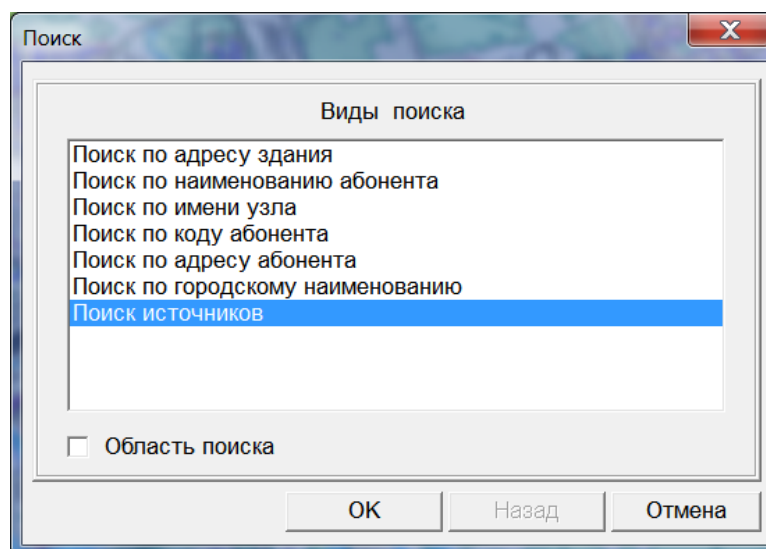 Поиск
Виды поиска
Поиск по адресу здания
Поиск по наименованию абонента
Поиск по имени узла
Поиск по коду абонента
Поиск по адресу абонента
Поиск по городскому наименованию
Поиск источников
Область поиска
OK
Назад
Отмена